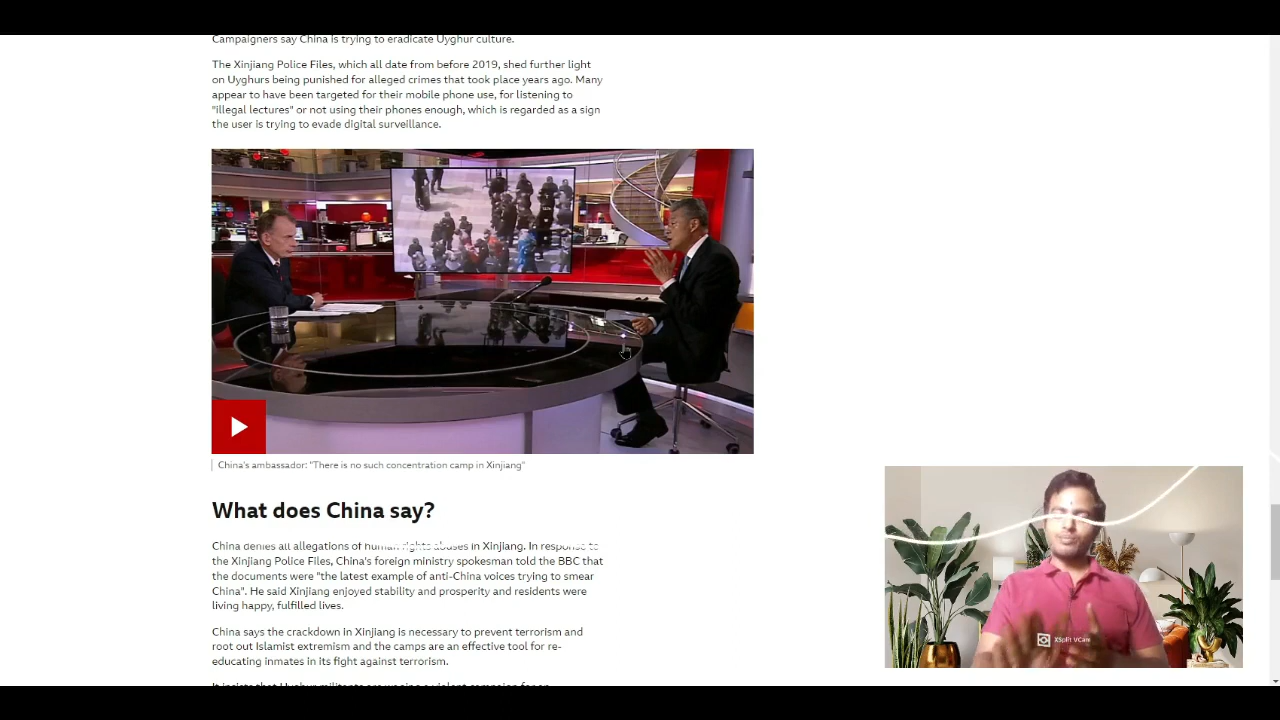 Campaigners say China is trying to eradicate Uyghur culture.
The Xinjiang Police Files, which all date from before 2019, shed further light
on Uyghurs being punished for alleged crimes that took place years ago. Many
appear to have been targeted for their mobile phone use, for listening to
"illegal lectures" or not using their phones enough, which is regarded as a sign
the user is trying to evade digital surveillance.
China's ambassador: "There is no such concentration camp in Xinjiang"
What does China say?
China denies all allegations of human rights abuses in Xinjiang. In response to
the Xinjiang Police Files, China's foreign ministry spokesman told the BBC that
the documents were "the latest example of anti-China voices trying to smear
China". He said Xinjiang enjoyed stability and prosperity and residents were
living happy, fulfilled lives.
China says the crackdown in Xinjiang is necessary to prevent terrorism and
root out Islamist extremism and the camps are an effective tool for re-
educating inmates in its fight against terrorism.
XSplit VCam